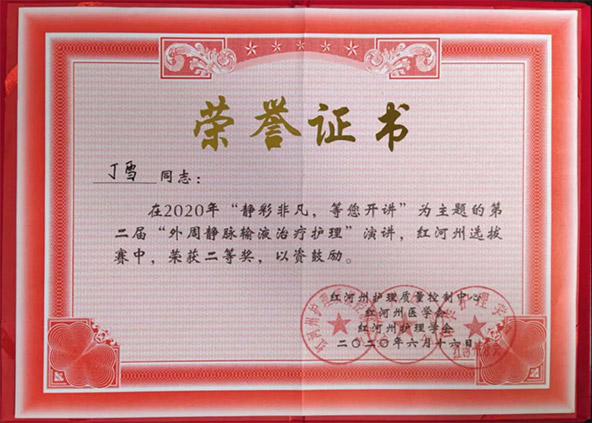 荣誉证书
丁雪 同志：
在2020年“静彩非凡，等您开讲”为主题的第
二届“外周静脉输液治疗护理”演讲，红河州选拔
赛中，荣获二等奖，以资鼓励。
红河州护理质量控制中心
红河州医学会
红河州护理学会
二〇二〇年六月十六日